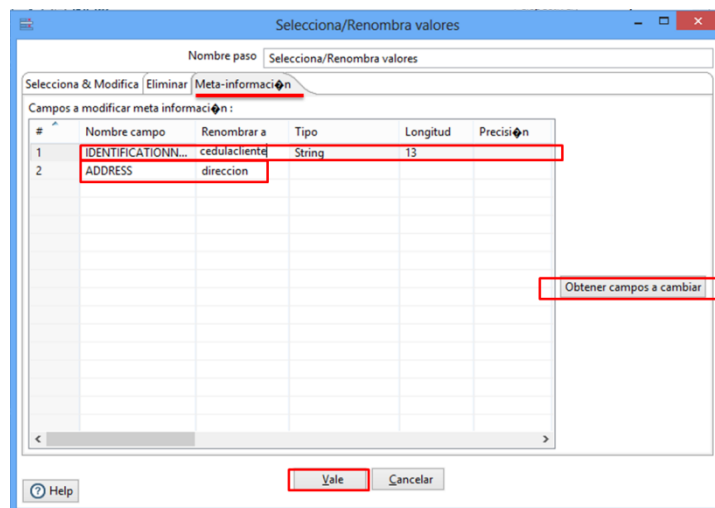 Selecciona/Renombra valores
Nombre paso Selecciona/Renombra valores
Selecciona & Modifica Eliminar Meta-informaci�n
Campos a modificar meta informaci�n :
# Nombre campo Renombrar a Tipo Longitud Precisi�n
1 IDENTIFICATIONN... cedulacliente String 13
2 ADDRESS direccion
Obtener campos a cambiar
Vale Cancelar
Help